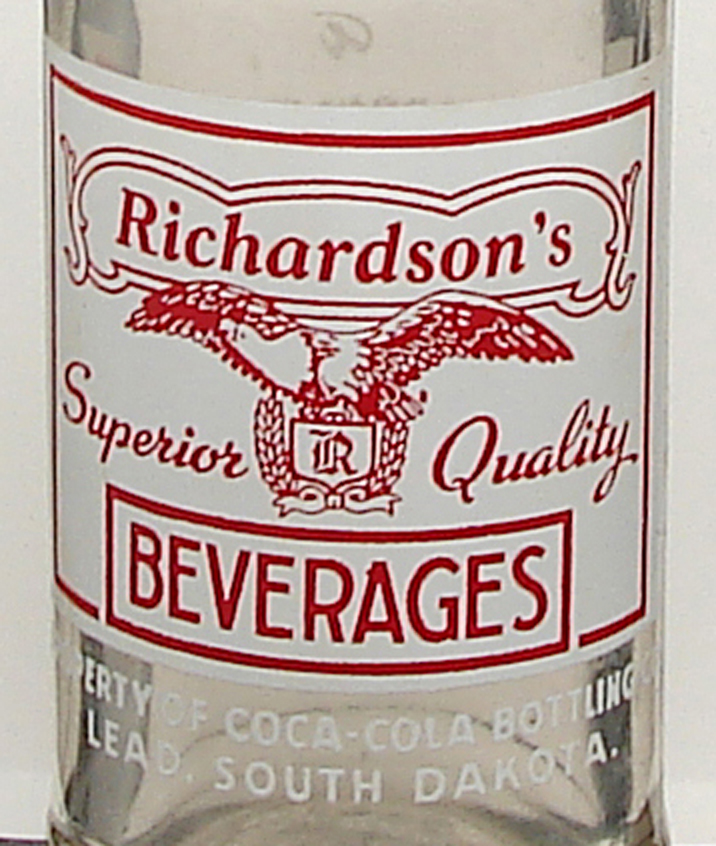 Richardson's
Superior Quality
R
BEVERAGES
OF COCA-COLA BOTTLING
LEAD, SOUTH DAKOTA.